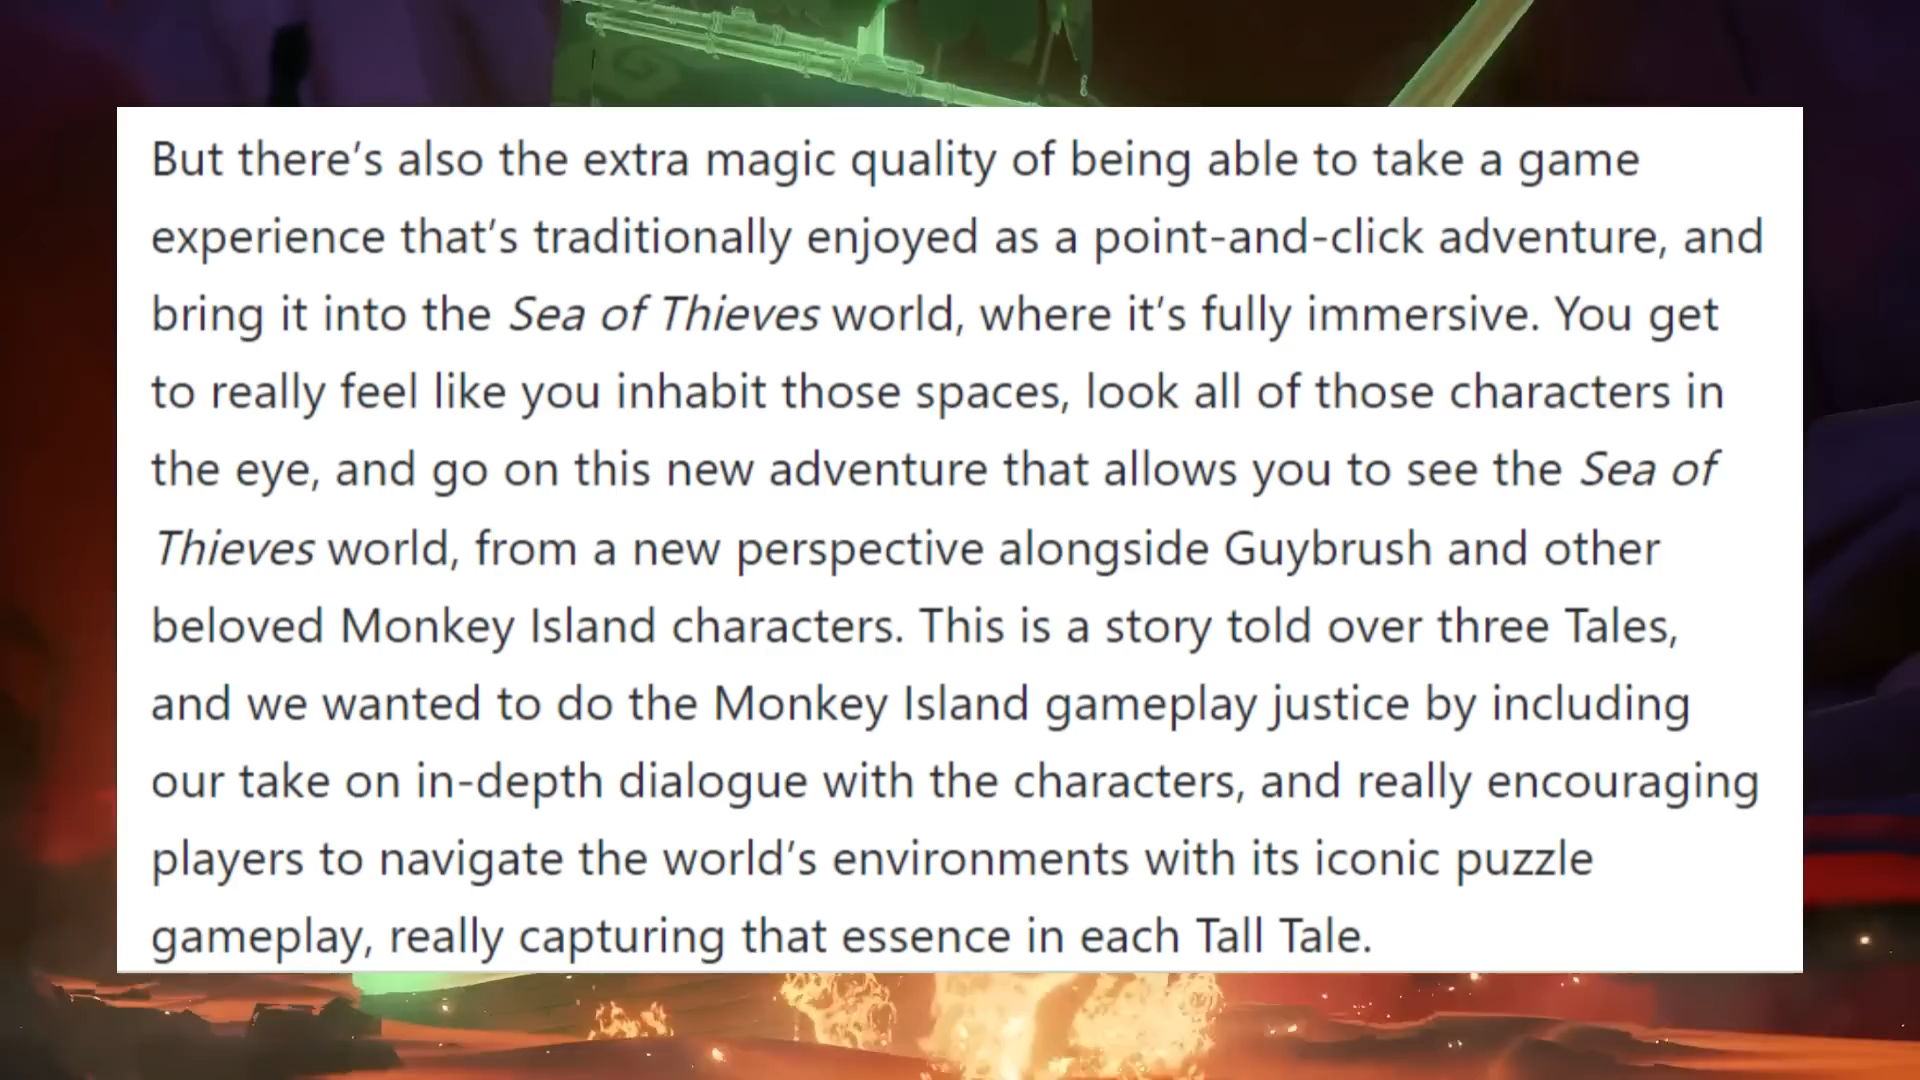 But there’s also the extra magic quality of being able to take a game
experience that’s traditionally enjoyed as a point-and-click adventure, and
bring it into the Sea of Thieves world, where it’s fully immersive. You get
to really feel like you inhabit those spaces, look all of those characters in
the eye, and go on this new adventure that allows you to see the Sea of
Thieves world, from a new perspective alongside Guybrush and other
beloved Monkey Island characters. This is a story told over three Tales,
and we wanted to do the Monkey Island gameplay justice by including
our take on in-depth dialogue with the characters, and really encouraging
players to navigate the world’s environments with its iconic puzzle
gameplay, really capturing that essence in each Tall Tale.